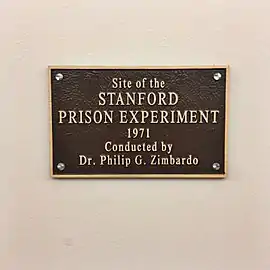 Site of the
STANFORD
PRISON EXPERIMENT
1971
Conducted by
Dr. Philip G. Zimbardo